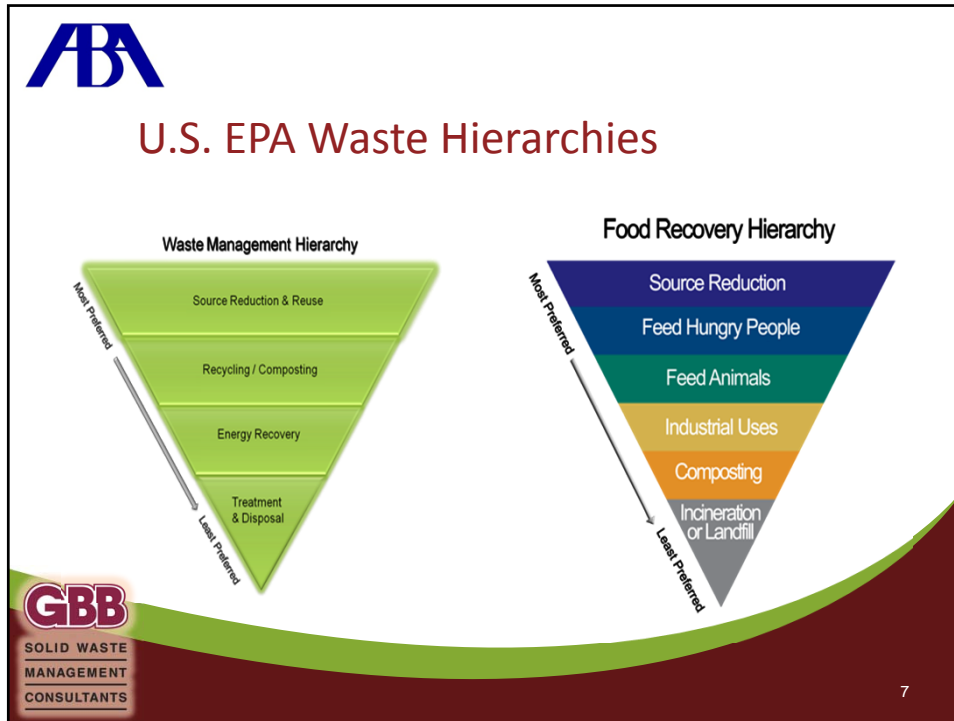 ABA
U.S. EPA Waste Hierarchies
Waste Management Hierarchy
Most Preferred
Least Preferred
Source Reduction & Reuse
Recycling / Composting
Energy Recovery
Treatment
& Disposal
Food Recovery Hierarchy
Most Preferred
Least Preferred
Source Reduction
Feed Hungry People
Feed Animals
Industrial Uses
Composting
Incineration
or Landfill
GBB
SOLID WASTE
MANAGEMENT
CONSULTANTS
7